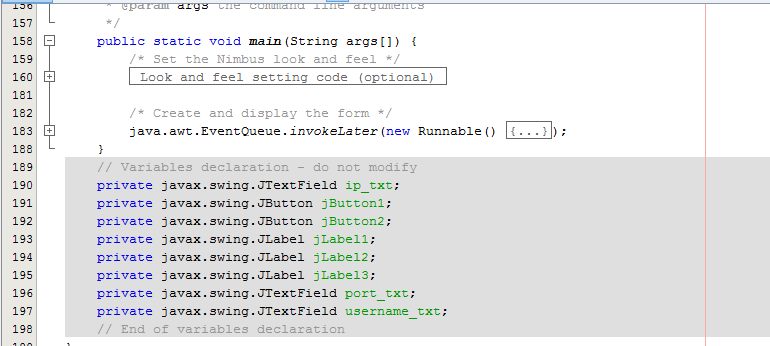 156 * @param args the command line arguments
157 */
158 public static void main(String args[]) {
159 /* Set the Nimbus look and feel */
160 Look and feel setting code (optional)
181
182 /* Create and display the form */
183 java.awt.EventQueue.invokeLater(new Runnable() {...});
188 }
189 // Variables declaration - do not modify
190 private javax.swing.JTextField ip_txt;
191 private javax.swing.JButton jButton1;
192 private javax.swing.JButton jButton2;
193 private javax.swing.JLabel jLabel1;
194 private javax.swing.JLabel jLabel2;
195 private javax.swing.JLabel jLabel3;
196 private javax.swing.JTextField port_txt;
197 private javax.swing.JTextField username_txt;
198 // End of variables declaration